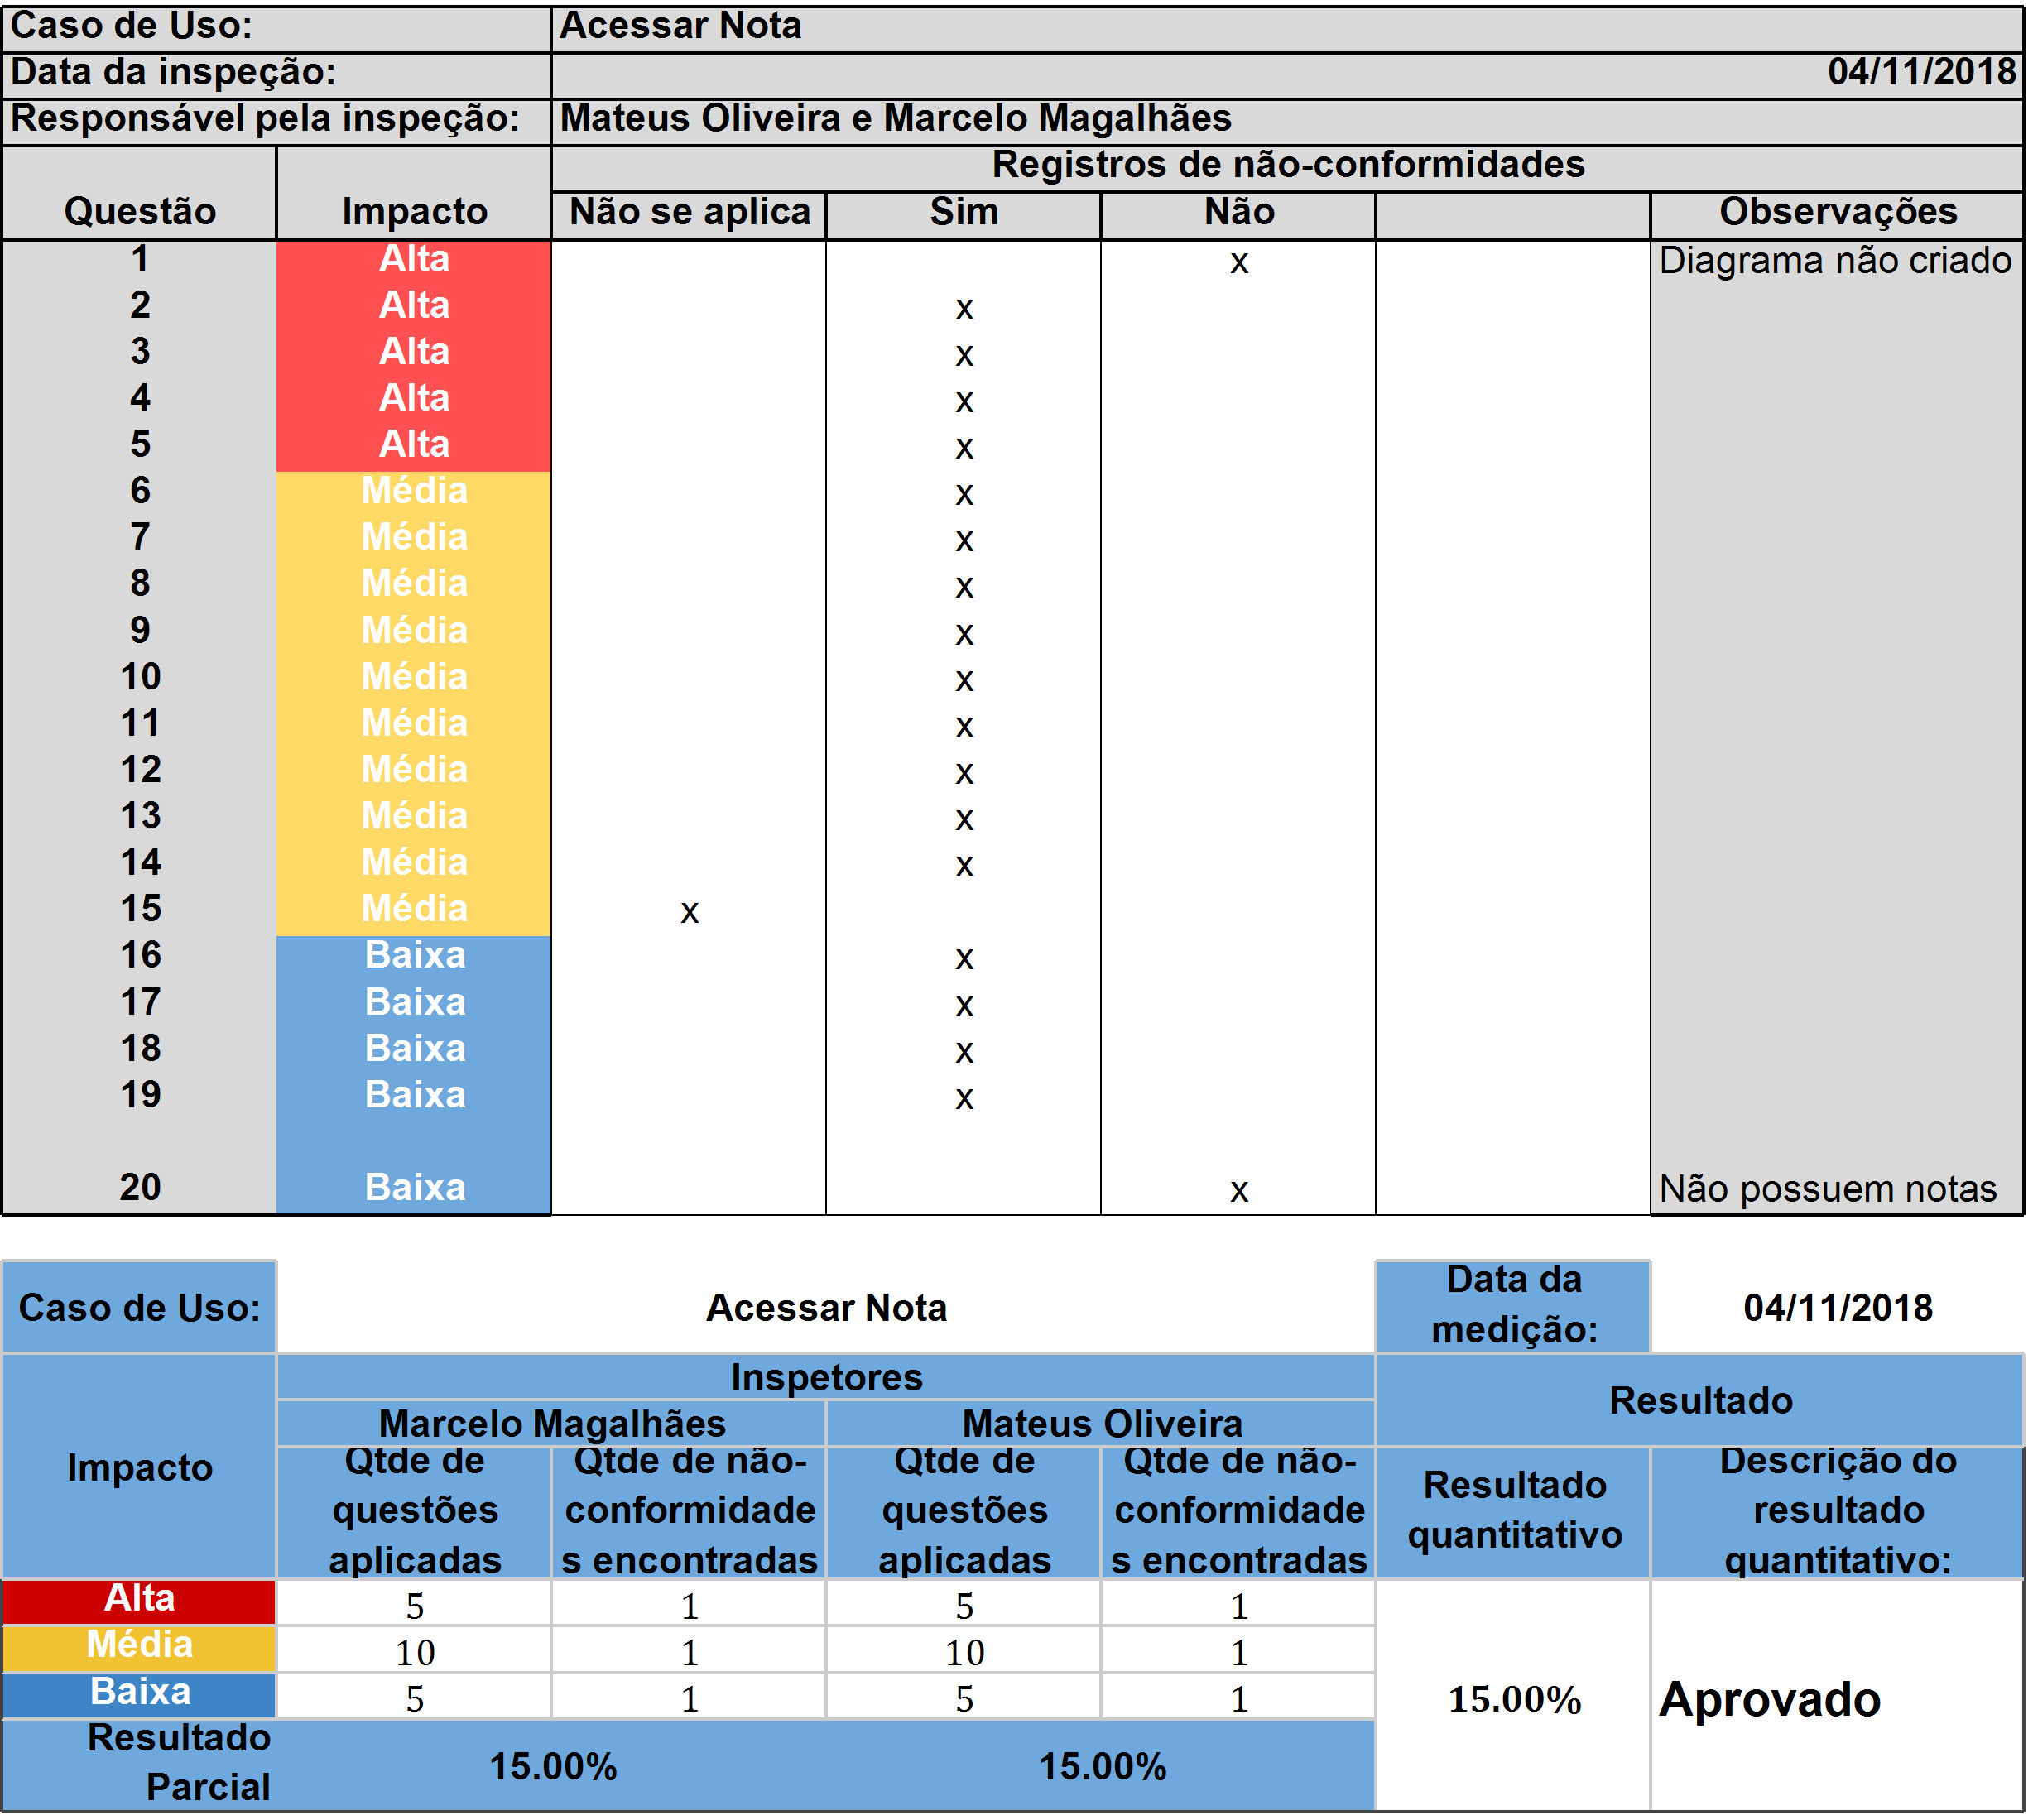 Caso de Uso: Acessar Nota
Data da inspeção: 04/11/2018
Responsável pela inspeção: Mateus Oliveira e Marcelo Magalhães
Registros de não-conformidades
Questão Impacto Não se aplica Sim Não Observações
1 Alta x Diagrama não criado
2 Alta x
3 Alta x
4 Alta x
5 Alta x
6 Média x
7 Média x
8 Média x
9 Média x
10 Média x
11 Média x
12 Média x
13 Média x
14 Média x
15 Média x
16 Baixa x
17 Baixa x
18 Baixa x
19 Baixa x
20 Baixa x Não possuem notas
Caso de Uso: Acessar Nota Data da
medição: 04/11/2018
Inspetores
Resultado
Marcelo Magalhães Mateus Oliveira
Impacto
Qtde de
questões
aplicadas
Qtde de não-
conformidade
s encontradas
Qtde de
questões
aplicadas
Qtde de não-
conformidade
s encontradas
Resultado
quantitativo
Descrição do
resultado
quantitativo:
Alta 5 1 5 1
Média 10 1 10 1
Baixa 5 1 5 1
15.00% Aprovado
Resultado
Parcial
15.00% 15.00%